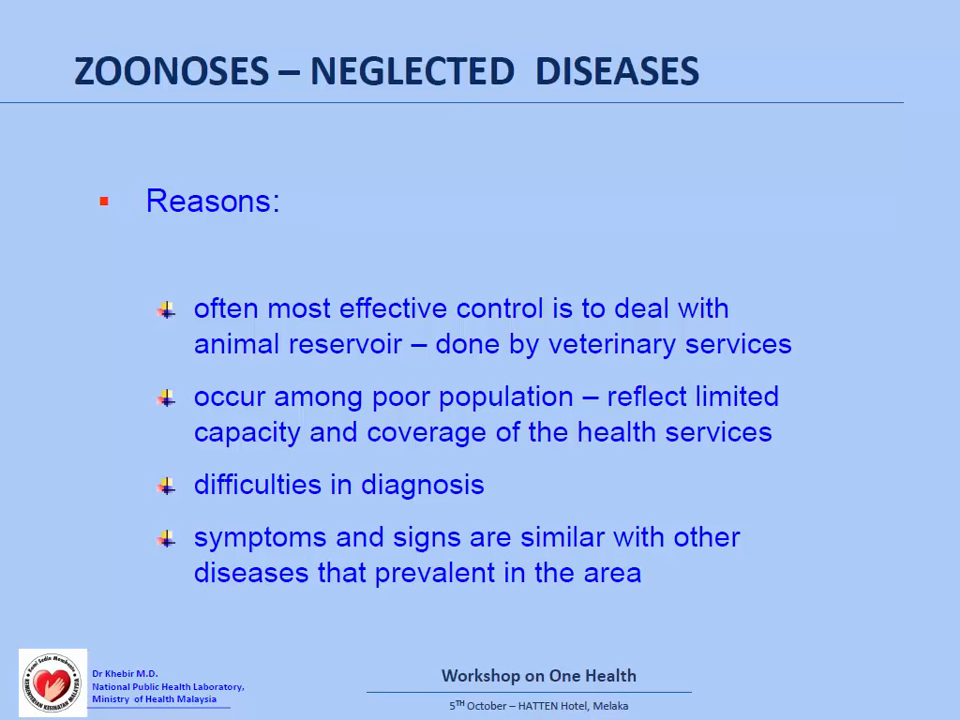 ZOONOSES – NEGLECTED DISEASES
Reasons:
often most effective control is to deal with
animal reservoir – done by veterinary services
occur among poor population – reflect limited
capacity and coverage of the health services
difficulties in diagnosis
symptoms and signs are similar with other
diseases that prevalent in the area
Dr Khebir M.D.
National Public Health Laboratory,
Ministry of Health Malaysia
Workshop on One Health
5TH October – HATTEN Hotel, Melaka